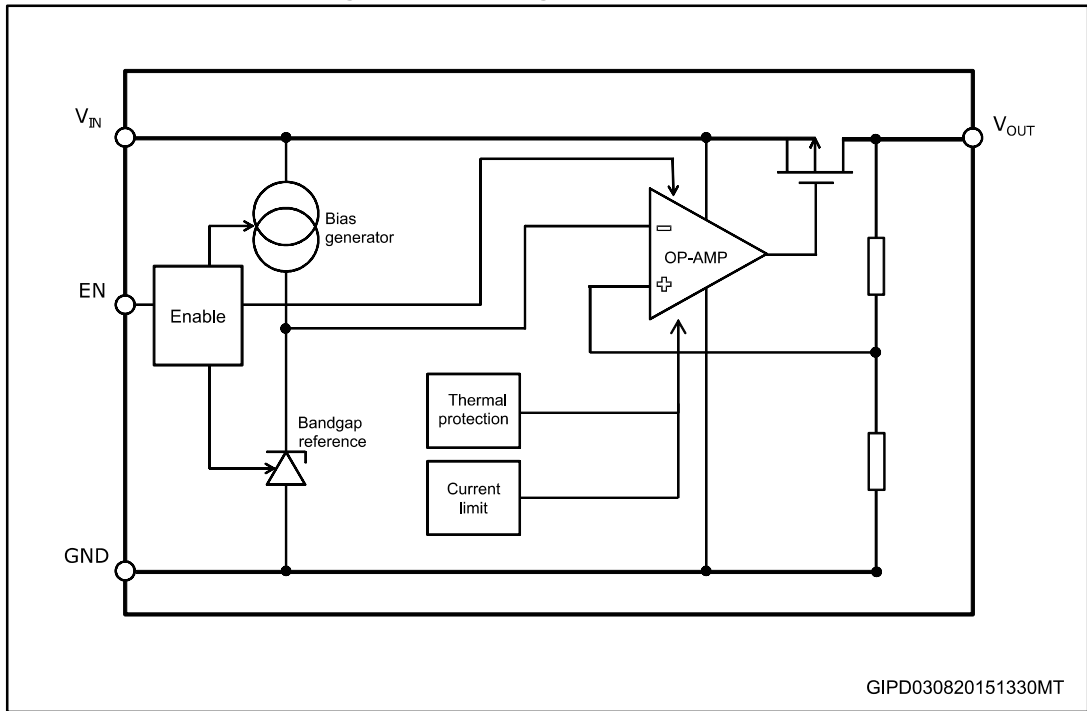 V_IN
V_OUT
Bias
generator
OP-AMP
EN
Enable
Thermal
protection
Bandgap
reference
Current
limit
GND
GIPD030820151330MT